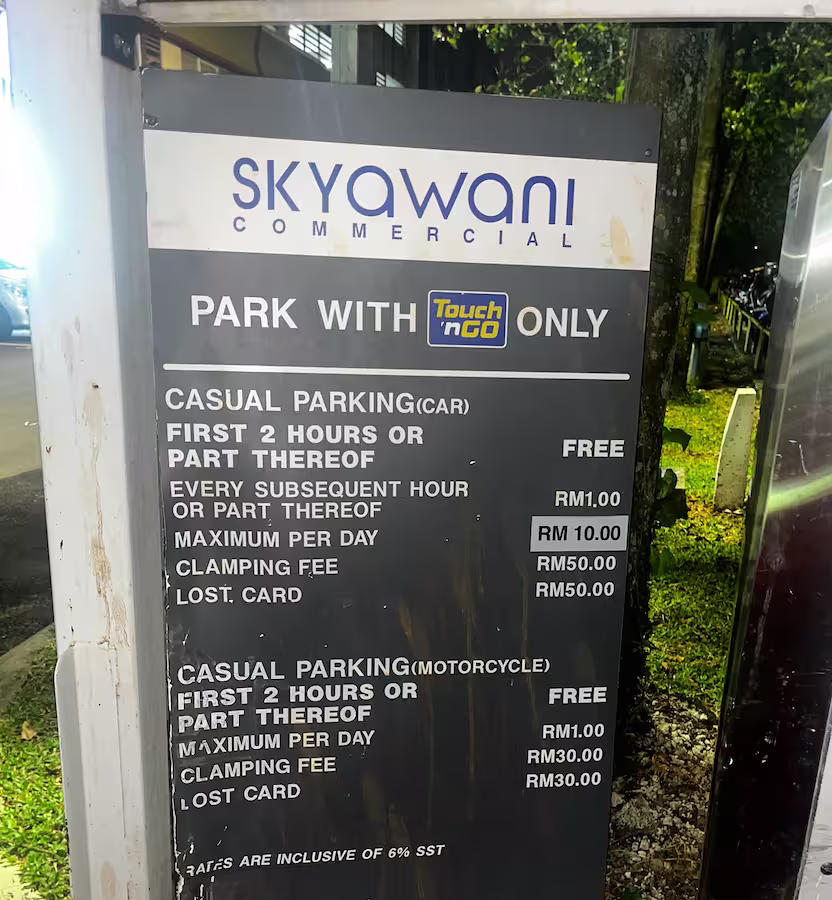 SKYAWANI
COMMERCIAL
PARK WITH Touch 'nGO ONLY
CASUAL PARKING(CAR)
FIRST 2 HOURS OR
PART THEREOF FREE
EVERY SUBSEQUENT HOUR
OR PART THEREOF RM1.00
MAXIMUM PER DAY RM 10.00
CLAMPING FEE RM50.00
LOST CARD RM50.00
CASUAL PARKING(MOTORCYCLE)
FIRST 2 HOURS OR
PART THEREOF FREE
MAXIMUM PER DAY RM1.00
CLAMPING FEE RM30.00
LOST CARD RM30.00
RATES ARE INCLUSIVE OF 6% SST